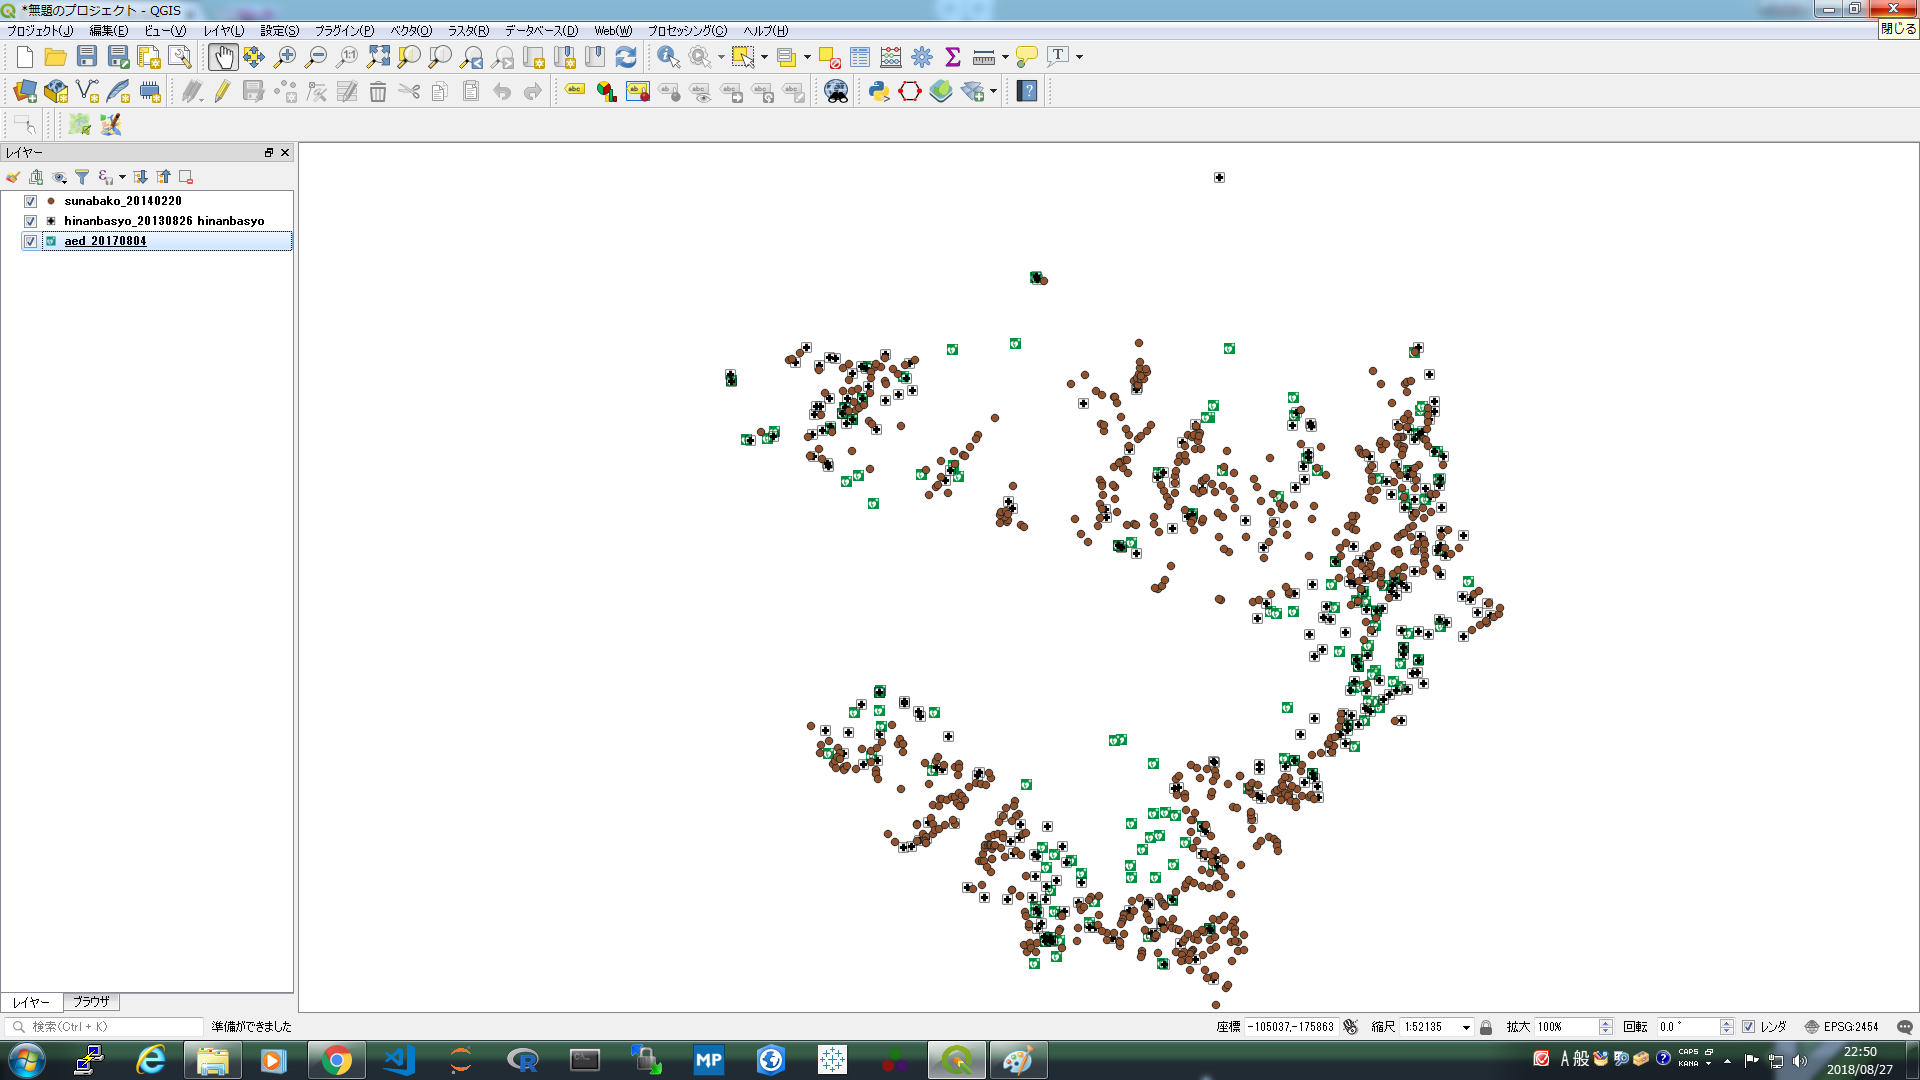 *無題のプロジェクト - QGIS
プロジェクト(J) 編集(E) ビュー(V) レイヤ(L) 設定(S) プラグイン(P) ベクタ(O) ラスタ(R) データベース(D) Web(W) プロセッシング(C) ヘルプ(H)
閉じる
レイヤー
sunabako_20140220
hinanbasyo_20130826 hinanbasyo
aed_20170804
レイヤー ブラウザ
検索(Ctrl + K) 準備ができました 座標 -105037,-175863 縮尺 1:52135 拡大 100% 回転 0.0 ° レンダ EPSG:2454
MP
A 般 CAPS KANA
22:50
2018/08/27